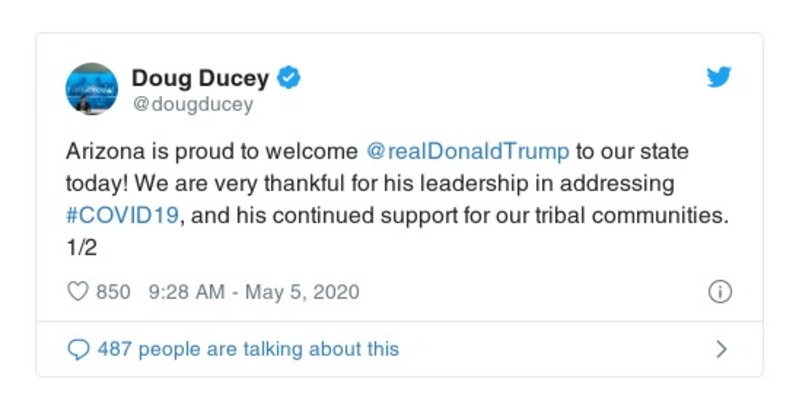 Doug Ducey
@dougducey
Arizona is proud to welcome @realDonaldTrump to our state
today! We are very thankful for his leadership in addressing
#COVID19, and his continued support for our tribal communities.
1/2
850 9:28 AM - May 5, 2020
487 people are talking about this